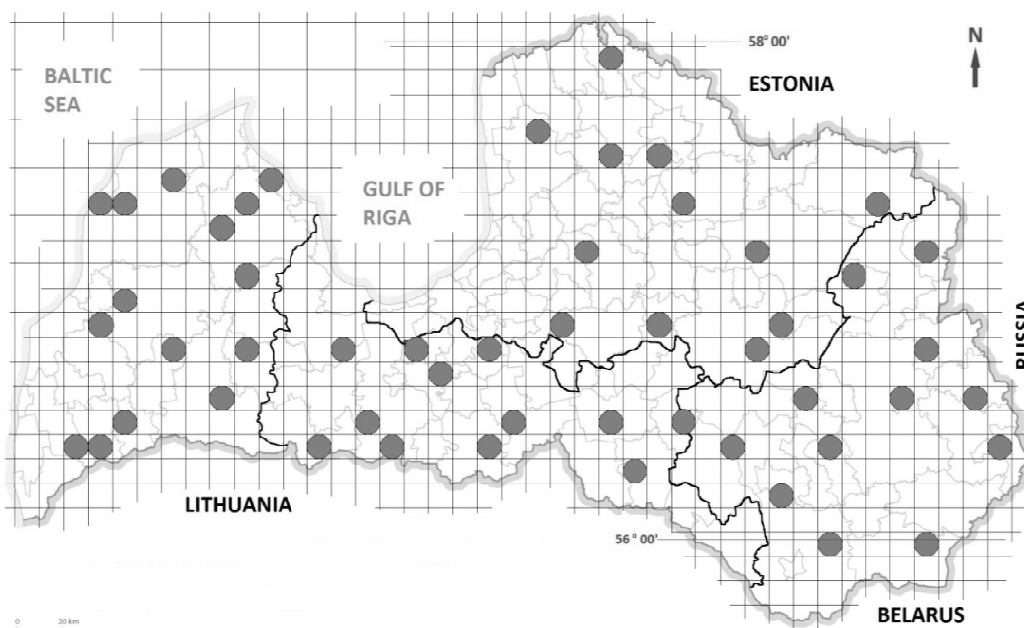 58° 00'
N
ESTONIA
BALTIC
SEA
GULF OF
RIGA
RUSSIA
LITHUANIA
56° 00'
BELARUS
0 20 km